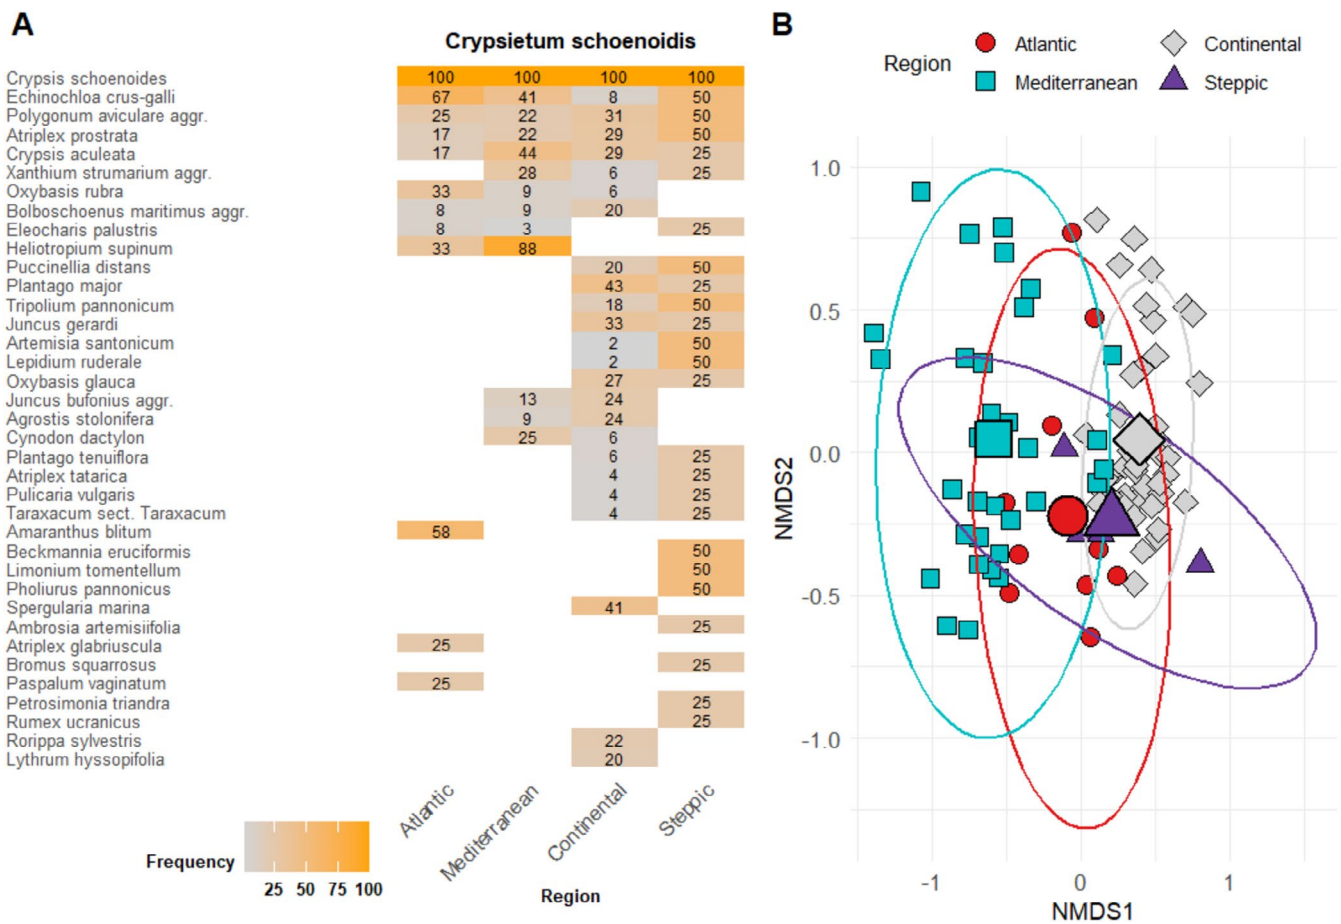 A
Crypsietum schoenoidis
Crypsis schoenoides 100 100 100 100
Echinochloa crus-galli 67 41 8 50
Polygonum aviculare aggr. 25 22 31 50
Atriplex prostrata 17 22 29 50
Crypsis aculeata 17 44 29 25
Xanthium strumarium aggr. 28 6 25
Oxybasis rubra 33 9 6
Bolboschoenus maritimus aggr. 8 9 20
Eleocharis palustris 8 3 25
Heliotropium supinum 33 88
Puccinellia distans 20 50
Plantago major 43 25
Tripolium pannonicum 18 50
Juncus gerardi 33 25
Artemisia santonicum 2 50
Lepidium ruderale 2 50
Oxybasis glauca 27 25
Juncus bufonius aggr. 13 24
Agrostis stolonifera 9 24
Cynodon dactylon 25 6
Plantago tenuiflora 6 25
Atriplex tatarica 4 25
Pulicaria vulgaris 4 25
Taraxacum sect. Taraxacum 4 25
Amaranthus blitum 58
Beckmannia eruciformis 50
Limonium tomentellum 50
Pholiurus pannonicus 50
Spergularia marina 41
Ambrosia artemisiifolia 25
Atriplex glabriuscula 25
Bromus squarrosus 25
Paspalum vaginatum 25
Petrosimonia triandra 25
Rumex ucranicus 25
Rorippa sylvestris 22
Lythrum hyssopifolia 20
Atlantic Mediterranean Continental Steppic
Frequency
25 50 75 100
Region
B
Region
Atlantic Continental
Mediterranean Steppic
1.0
0.5
0.0
-0.5
-1.0
NMDS2
-1 0 1
NMDS1